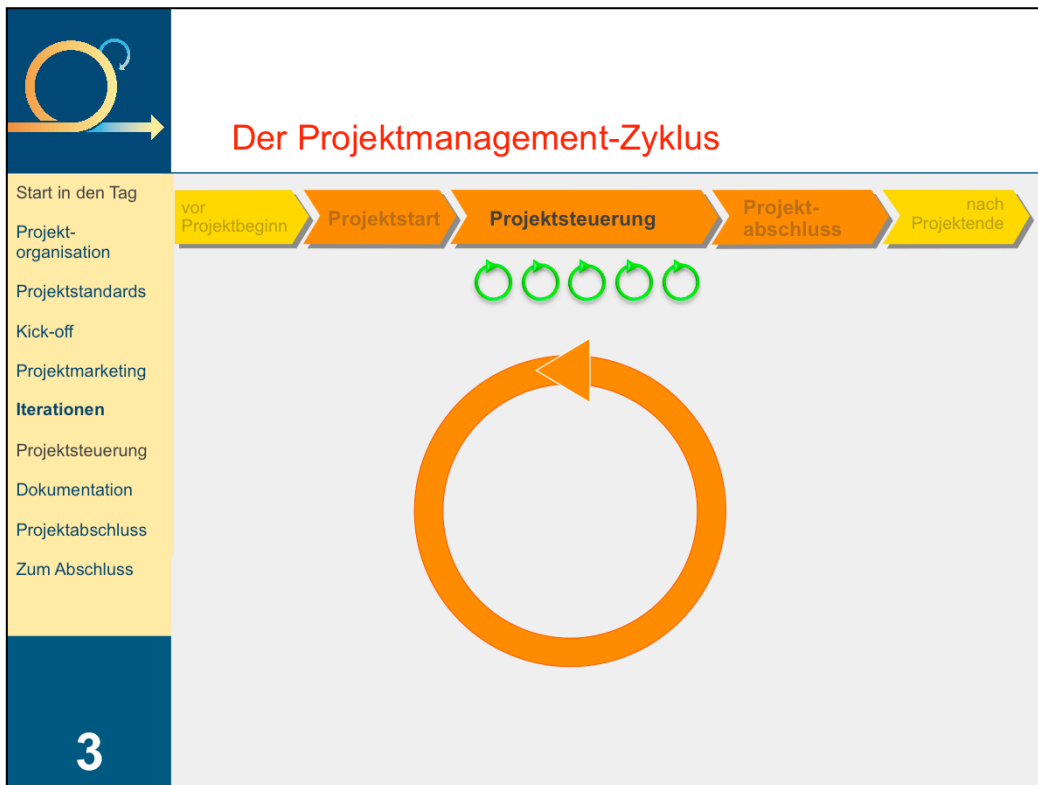 Der Projektmanagement-Zyklus
Start in den Tag
Projekt-
organisation
Projektstandards
Kick-off
Projektmarketing
Iterationen
Projektsteuerung
Dokumentation
Projektabschluss
Zum Abschluss
3
vor
Projektbeginn
Projektstart
Projektsteuerung
Projekt-
abschluss
nach
Projektende